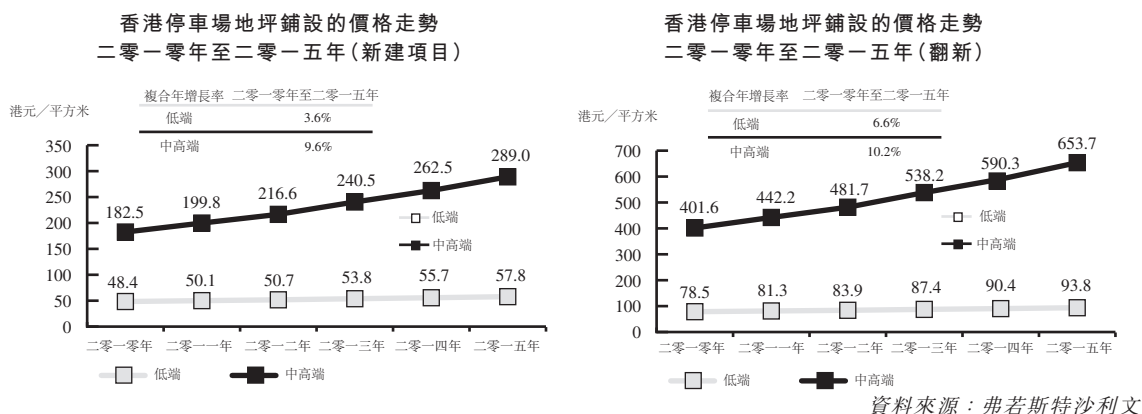 香港停車場地坪鋪設的價格走勢
二零一零年至二零一五年(新建項目)
複合年增長率 二零一零年至二零一五年
港元／平方米
低端 3.6%
中高端 9.6%
350
300
250
200
150
100
50
0
182.5 199.8 216.6 240.5 262.5 289.0
低端
中高端
48.4 50.1 50.7 53.8 55.7 57.8
二零一零年 二零一一年 二零一二年 二零一三年 二零一四年 二零一五年
低端 中高端
香港停車場地坪鋪設的價格走勢
二零一零年至二零一五年(翻新)
複合年增長率 二零一零年至二零一五年
港元／平方米
低端 6.6%
中高端 10.2%
700
600
500
400
300
200
100
0
401.6 442.2 481.7 538.2 590.3 653.7
低端
中高端
78.5 81.3 83.9 87.4 90.4 93.8
二零一零年 二零一一年 二零一二年 二零一三年 二零一四年 二零一五年
低端 中高端
資料來源：弗若斯特沙利文